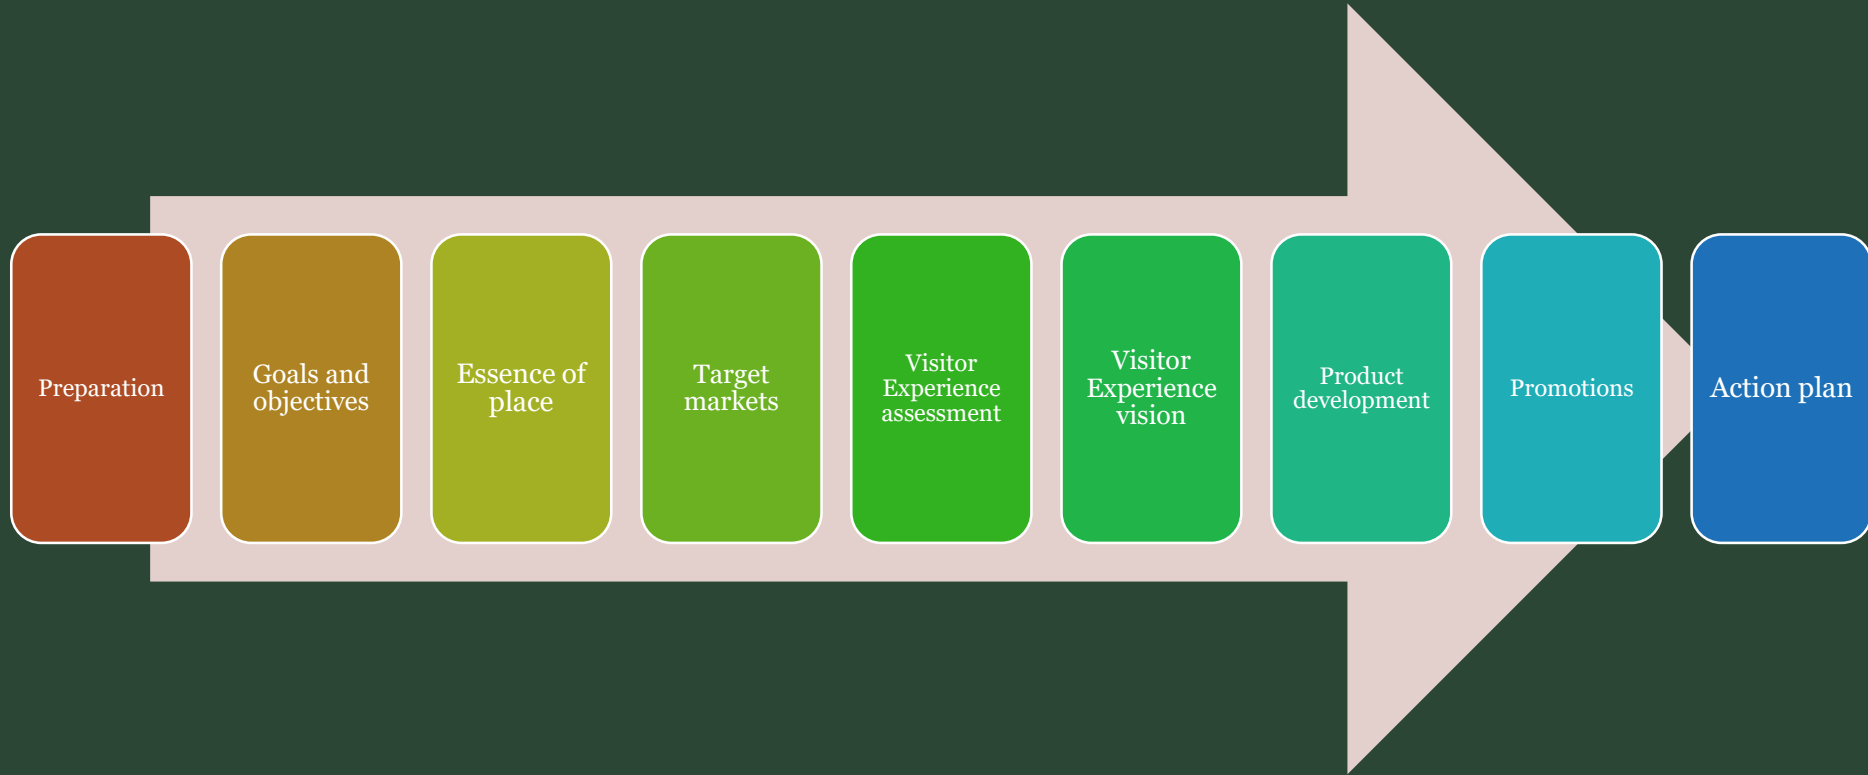 Preparation
Goals and
objectives
Essence of
place
Target
markets
Visitor
Experience
assessment
Visitor
Experience
vision
Product
development
Promotions
Action plan